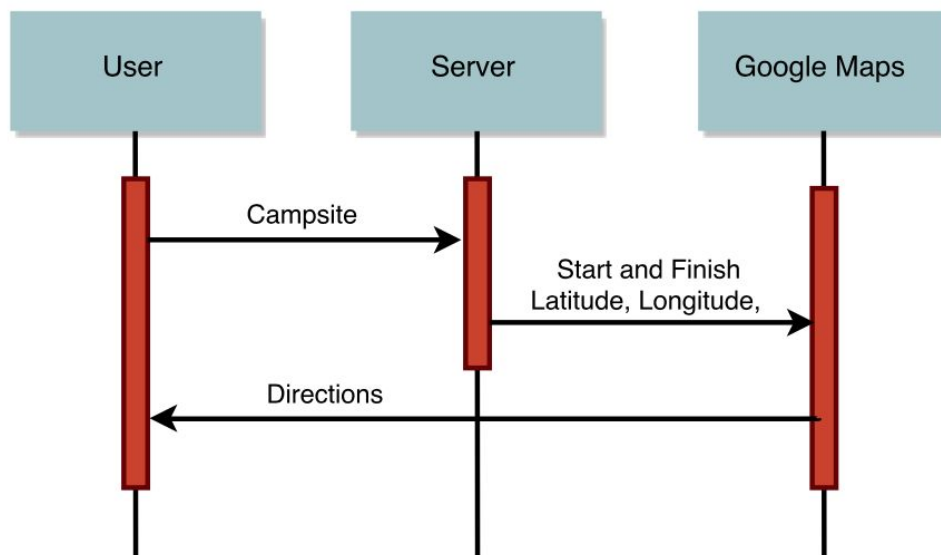 User
Server
Google Maps
Campsite
Start and Finish
Latitude, Longitude,
Directions